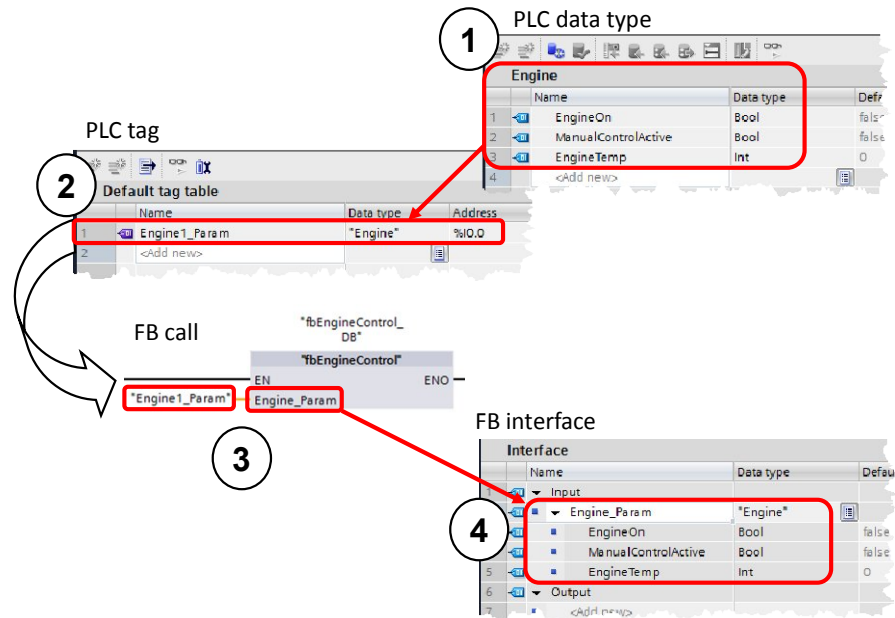 PLC data type
1
Engine
Name Data type
1 EngineOn Bool
2 ManualControlActive Bool false
3 EngineTemp Int 0
4 <Add new>
PLC tag
2
Default tag table
Name Data type Address
1 Engine1_Param "Engine" %I0.0
2 <Add new>
FB call
"fbEngineControl_
DB"
"fbEngineControl"
EN ENO
"Engine1_Param" Engine_Param
3
FB interface
Interface
Name Data type
1 Input
Engine_Param "Engine"
4
EngineOn Bool false
ManualControlActive Bool false
5 EngineTemp Int 0
6 Output
7 <Add new>